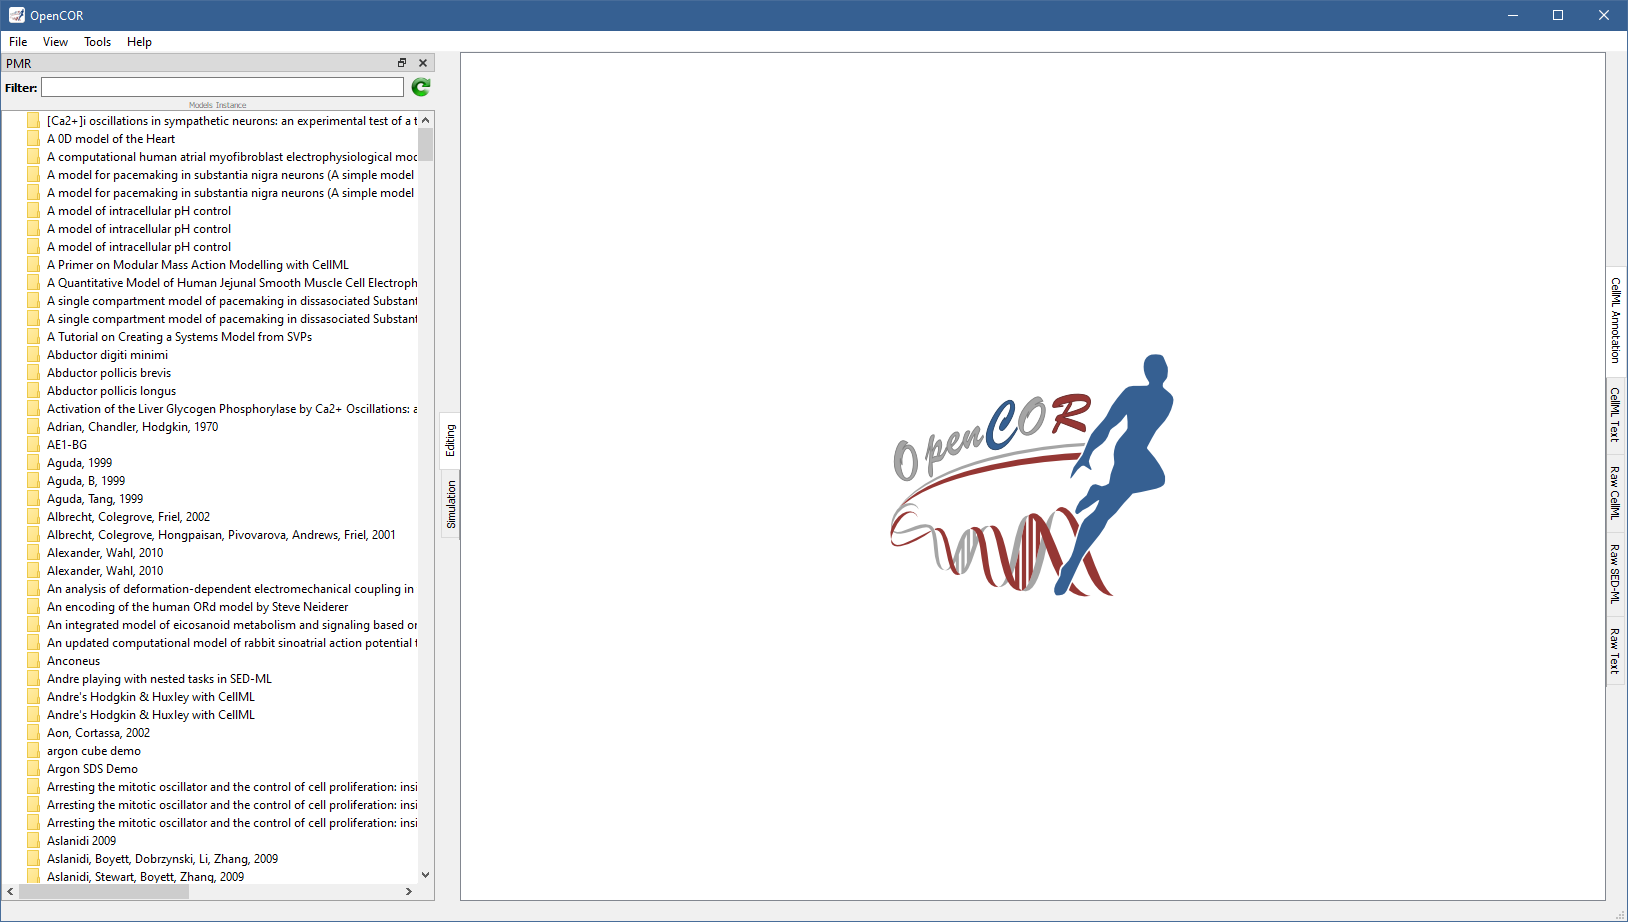 OpenCOR
File View Tools Help
PMR
Filter:
Models Instance
[Ca2+]i oscillations in sympathetic neurons: an experimental test of a t
A 0D model of the Heart
A computational human atrial myofibroblast electrophysiological mod
A model for pacemaking in substantia nigra neurons (A simple model
A model for pacemaking in substantia nigra neurons (A simple model
A model of intracellular pH control
A model of intracellular pH control
A model of intracellular pH control
A Primer on Modular Mass Action Modelling with CellML
A Quantitative Model of Human Jejunal Smooth Muscle Cell Electroph
A single compartment model of pacemaking in dissasociated Substant
A single compartment model of pacemaking in dissasociated Substant
A Tutorial on Creating a Systems Model from SVPs
Abductor digiti minimi
Abductor pollicis brevis
Abductor pollicis longus
Activation of the Liver Glycogen Phosphorylase by Ca2+ Oscillations: a
Adrian, Chandler, Hodgkin, 1970
AE1-BG
Aguda, 1999
Aguda, B, 1999
Aguda, Tang, 1999
Albrecht, Colegrove, Friel, 2002
Albrecht, Colegrove, Hongpaisan, Pivovarova, Andrews, Friel, 2001
Alexander, Wahl, 2010
Alexander, Wahl, 2010
An analysis of deformation-dependent electromechanical coupling in
An encoding of the human ORd model by Steve Neiderer
An integrated model of eicosanoid metabolism and signaling based on
An updated computational model of rabbit sinoatrial action potential t
Anconeus
Andre playing with nested tasks in SED-ML
Andre's Hodgkin & Huxley with CellML
Andre's Hodgkin & Huxley with CellML
Aon, Cortassa, 2002
argon cube demo
Argon SDS Demo
Arresting the mitotic oscillator and the control of cell proliferation: insi
Arresting the mitotic oscillator and the control of cell proliferation: insi
Arresting the mitotic oscillator and the control of cell proliferation: insi
Aslanidi 2009
Aslanidi, Boyett, Dobrzynski, Li, Zhang, 2009
Aslanidi, Stewart, Boyett, Zhang, 2009
Editing
Simulation
OpenCOR
CellML Annotation
CellML Text
Raw CellML
Raw SED-ML
Raw Text